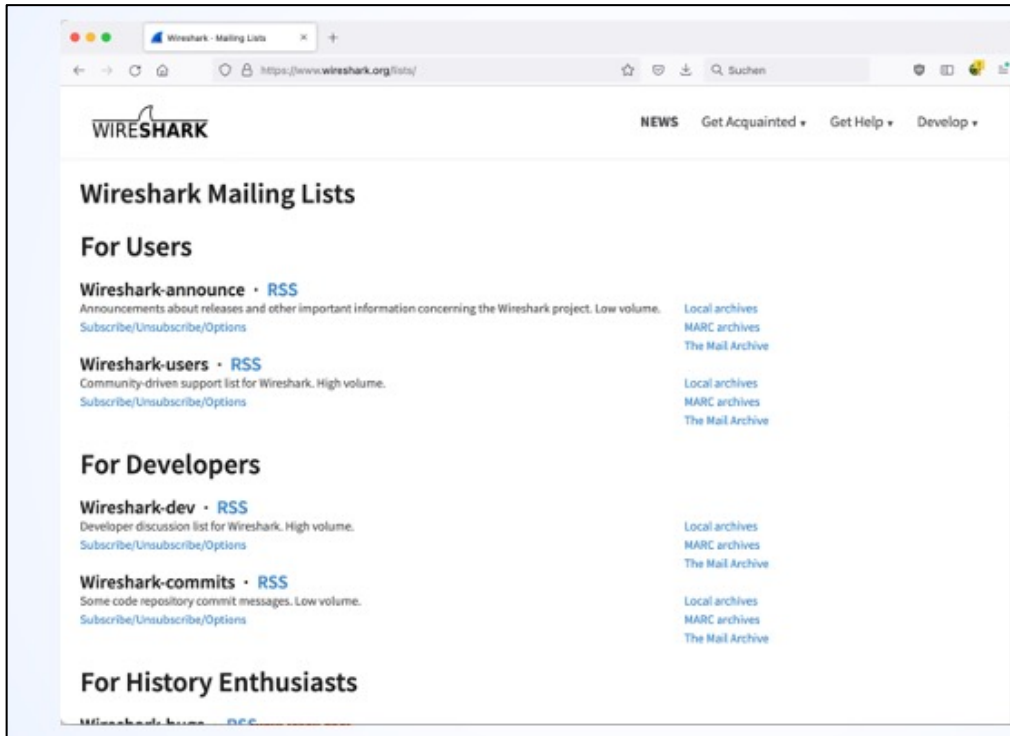 Wireshark - Mailing Lists
https://www.wireshark.org/lists/
Suchen
WIRESHARK
NEWS Get Acquainted Get Help Develop
Wireshark Mailing Lists
For Users
Wireshark-announce · RSS
Announcements about releases and other important information concerning the Wireshark project. Low volume. Local archives
Subscribe/Unsubscribe/Options MARC archives
The Mail Archive
Wireshark-users · RSS
Community-driven support list for Wireshark. High volume. Local archives
Subscribe/Unsubscribe/Options MARC archives
The Mail Archive
For Developers
Wireshark-dev · RSS
Developer discussion list for Wireshark. High volume. Local archives
Subscribe/Unsubscribe/Options MARC archives
The Mail Archive
Wireshark-commits · RSS
Some code repository commit messages. Low volume. Local archives
Subscribe/Unsubscribe/Options MARC archives
The Mail Archive
For History Enthusiasts